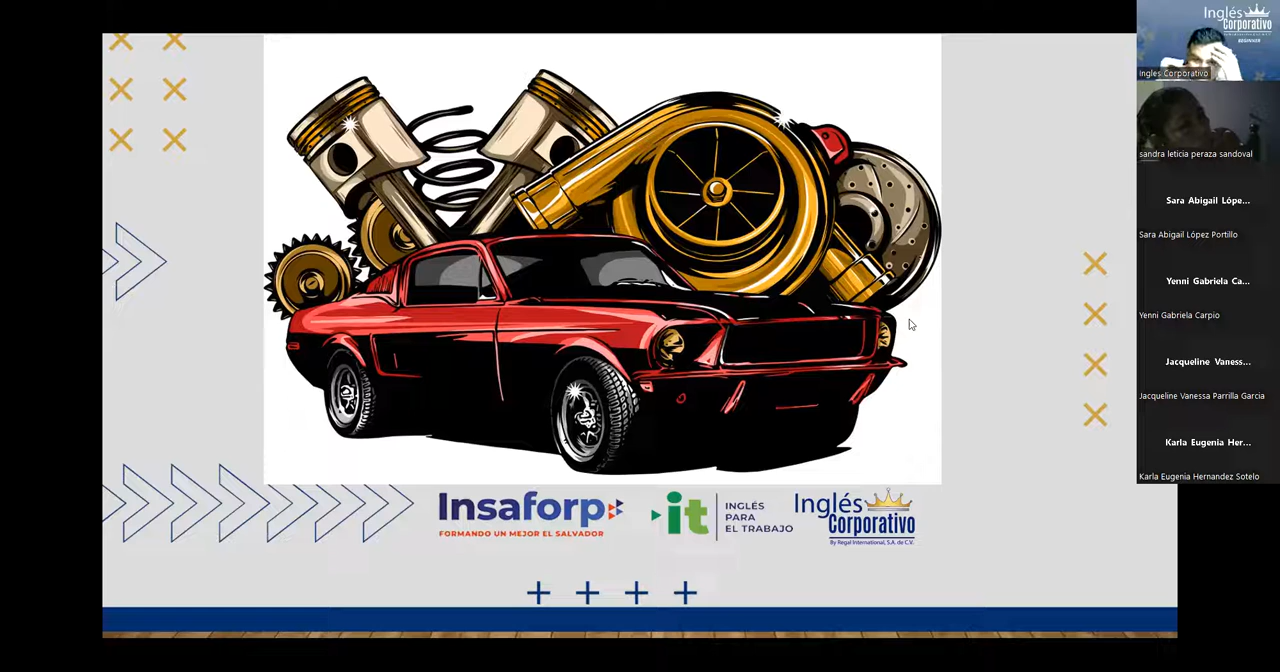 Insaforp
FORMANDO UN MEJOR EL SALVADOR
it
INGLÉS
PARA
EL TRABAJO
Inglés
Corporativo
By Regal International, S.A. de C.V.
Inglés
Corporativo
BEGINNER
Ingles Corporativo
sandra leticia peraza sandoval
Sara Abigail Lópe...
Sara Abigail López Portillo
Yenni Gabriela Ca...
Yenni Gabriela Carpio
Jacqueline Vaness...
Jacqueline Vanessa Parrilla Garcia
Karla Eugenia Her...
Karla Eugenia Hernandez Sotelo